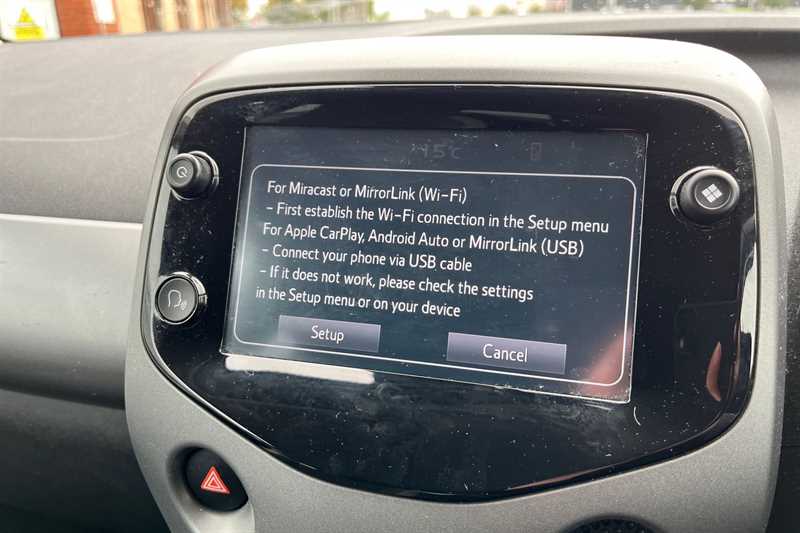 15°C
For Miracast or MirrorLink (Wi-Fi)
– First establish the Wi-Fi connection in the Setup menu
For Apple CarPlay, Android Auto or MirrorLink (USB)
– Connect your phone via USB cable
– If it does not work, please check the settings
in the Setup menu or on your device
Setup
Cancel